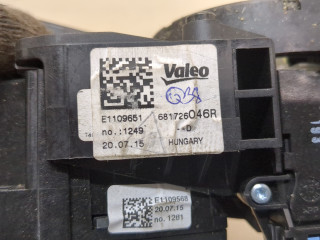 Valeo
E1109651 681726046R
no.:1249 --D
20.07.15 HUNGARY
E1109568
20.07.15
no.:1281